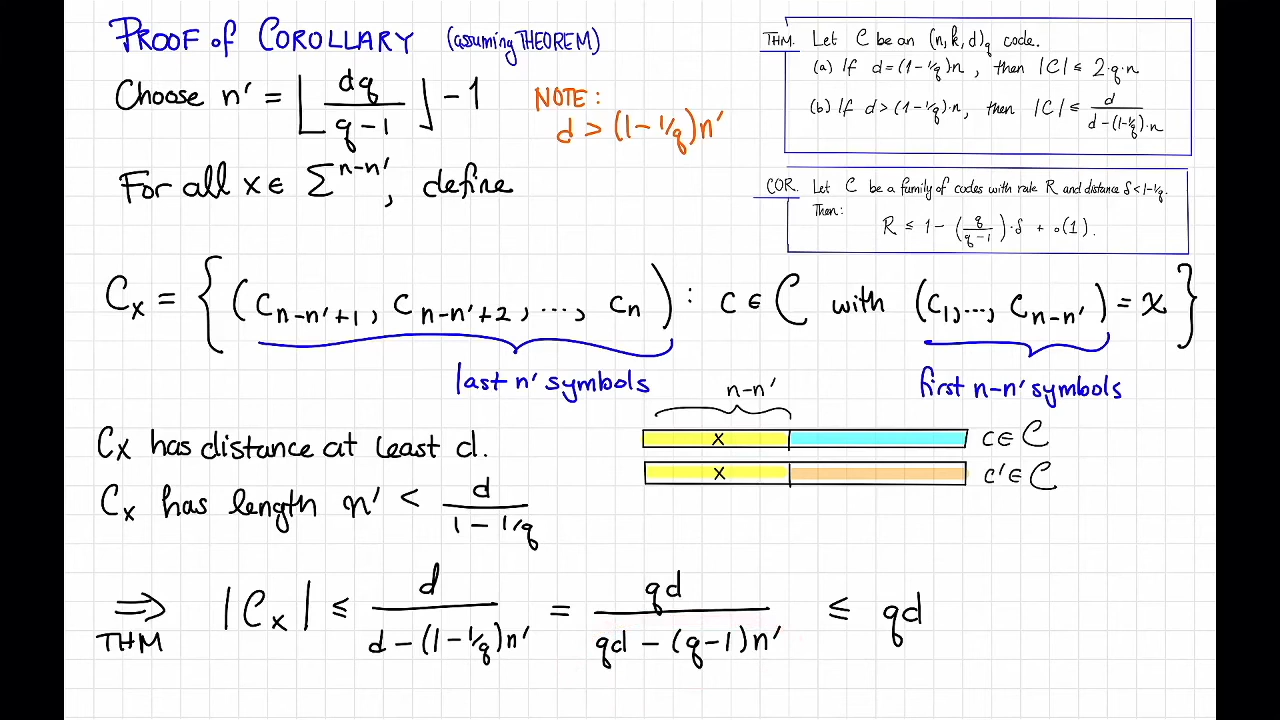 PROOF of COROLLARY (assuming THEOREM)
Choose n' = ⌊ dq / q-1 ⌋ - 1
NOTE:
d > (1-1/q)n'
For all x ∈ Σ^{n-n'}, define
THM. Let C be an (n, k, d)_q code.
(a) If d = (1-1/q)n, then |C| ≤ 2·q·n
(b) If d > (1-1/q)·n, then |C| ≤ d / d-(1-1/q)·n
COR. Let C be a family of codes with rate R and distance δ < 1-1/q.
Then:
R ≤ 1 - (q / q-1)·δ + o(1).
C_x = { (c_{n-n'+1}, c_{n-n'+2}, ..., c_n) : c ∈ C with (c_1, ..., c_{n-n'}) = x }
last n' symbols
first n-n' symbols
n-n'
x c ∈ C
x c' ∈ C
C_x has distance at least d.
C_x has length n' < d / 1-1/q
⟹ THM |C_x| ≤ d / d-(1-1/q)n' = qd / qd-(q-1)n' ≤ qd